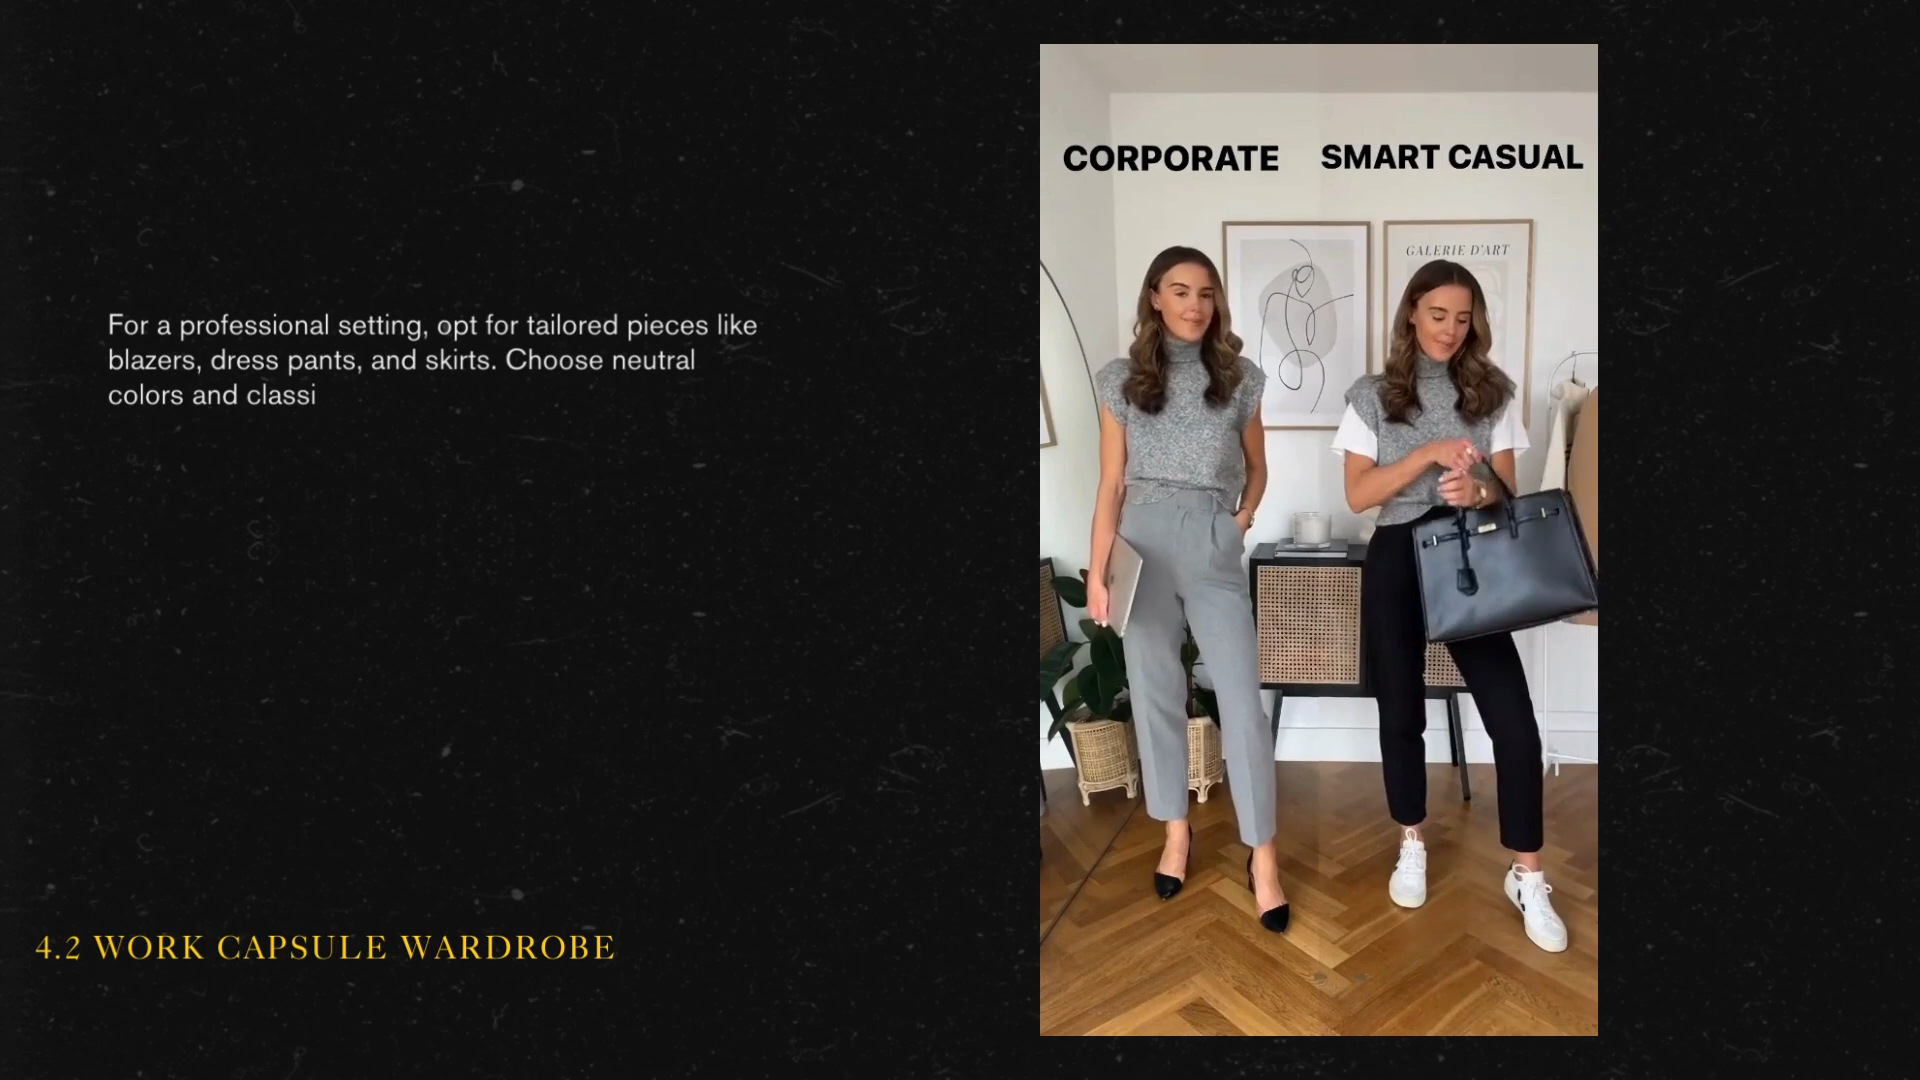 For a professional setting, opt for tailored pieces like
blazers, dress pants, and skirts. Choose neutral
colors and classi
4.2 WORK CAPSULE WARDROBE
CORPORATE
SMART CASUAL
GALERIE D'ART